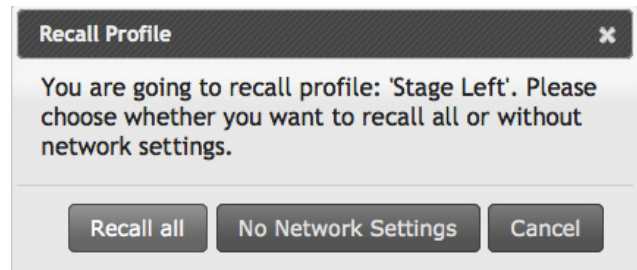 Recall Profile
You are going to recall profile: 'Stage Left'. Please
choose whether you want to recall all or without
network settings.
Recall all No Network Settings Cancel